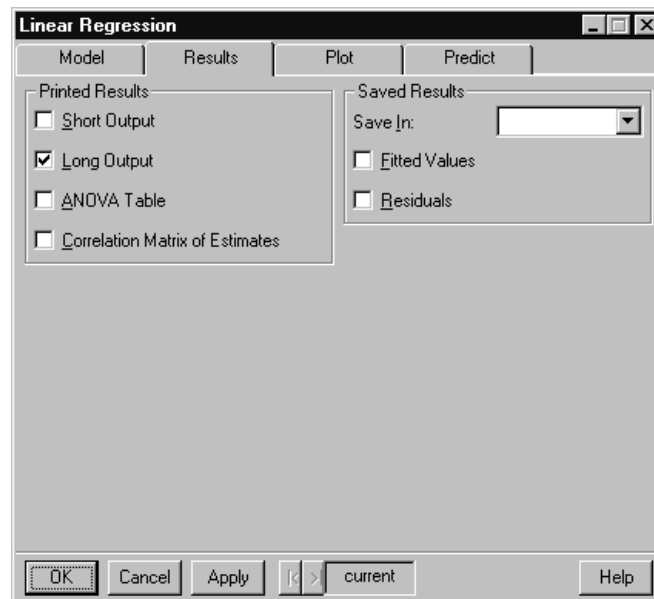 Linear Regression
Model Results Plot Predict
Printed Results
Short Output
Long Output
ANOVA Table
Correlation Matrix of Estimates
Saved Results
Save In:
Fitted Values
Residuals
OK Cancel Apply current Help